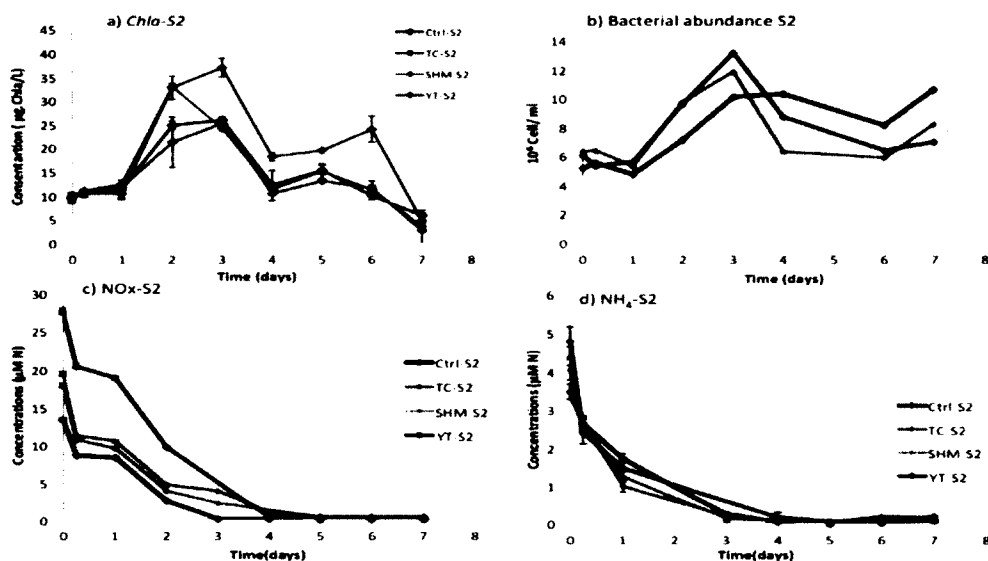 a) Chla-S2
Consentartion ( µg. Chla/L)
45
40
35
30
25
20
15
10
5
0
0 1 2 3 4 5 6 7 8
Time (days)
Ctrl-S2
TC-S2
SHM-S2
YT-S2
b) Bacterial abundance S2
10⁶ Cell/ ml
14
12
10
8
6
4
2
0
0 1 2 3 4 5 6 7 8
Time (days)
c) NOx-S2
Concentrations (µM N)
30
25
20
15
10
5
0
0 1 2 3 4 5 6 7 8
Time(days)
Ctrl-S2
TC-S2
SHM-S2
YT-S2
d) NH₄-S2
Concentrations (µM N)
6
5
4
3
2
1
0
0 1 2 3 4 5 6 7 8
Time(days)
Ctrl-S2
TC-S2
SHM-S2
YT-S2